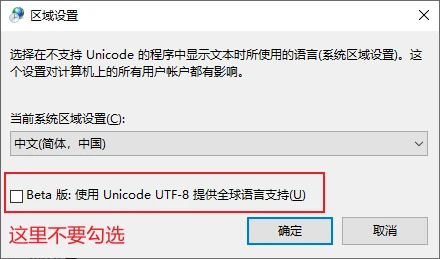 区域设置
选择在不支持 Unicode 的程序中显示文本时所使用的语言(系统区域设置)。这
个设置对计算机上的所有用户帐户都有影响。
当前系统区域设置(C):
中文(简体，中国)
Beta 版: 使用 Unicode UTF-8 提供全球语言支持(U)
这里不要勾选
确定
取消